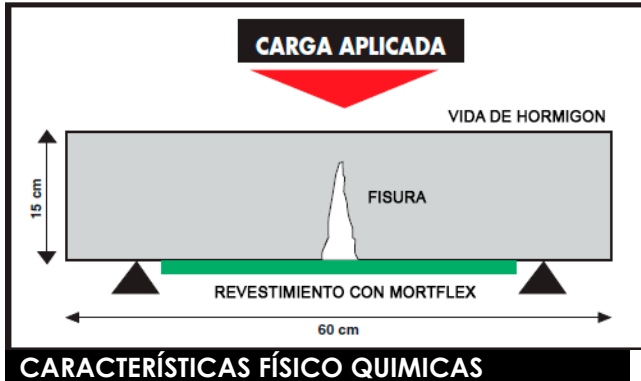 CARGA APLICADA
VIDA DE HORMIGON
15 cm
FISURA
REVESTIMIENTO CON MORTFLEX
60 cm
CARACTERÍSTICAS FÍSICO QUIMICAS